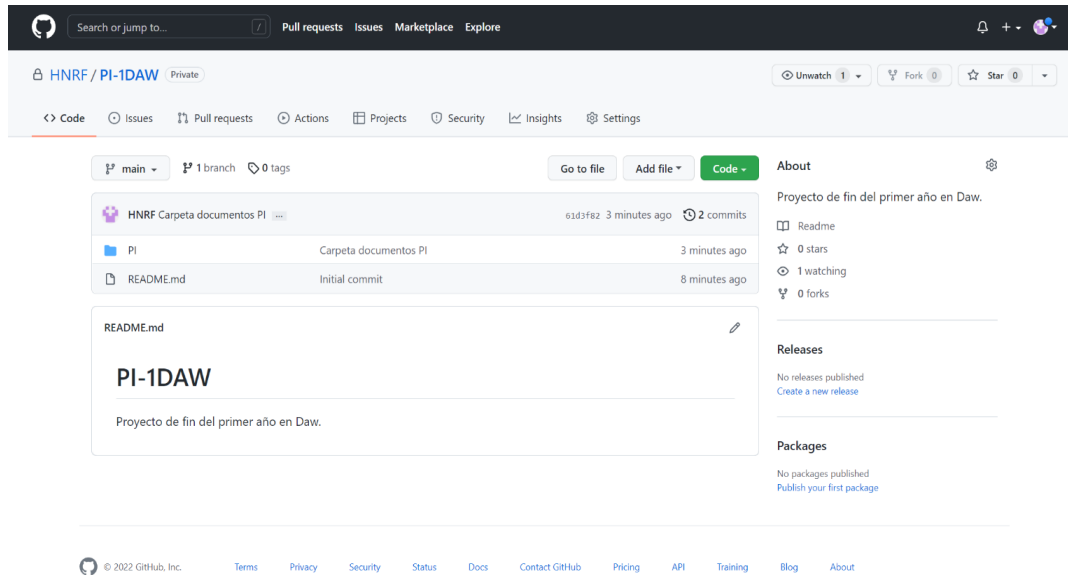 Search or jump to... / Pull requests Issues Marketplace Explore
HNRF / PI-1DAW Private Unwatch 1 Fork 0 Star 0
Code Issues Pull requests Actions Projects Security Insights Settings
main 1 branch 0 tags Go to file Add file Code
HNRF Carpeta documentos PI ... 61d3f82 3 minutes ago 2 commits
PI Carpeta documentos PI 3 minutes ago
README.md Initial commit 8 minutes ago
README.md
PI-1DAW
Proyecto de fin del primer año en Daw.
About
Proyecto de fin del primer año en Daw.
Readme
0 stars
1 watching
0 forks
Releases
No releases published
Create a new release
Packages
No packages published
Publish your first package
© 2022 GitHub, Inc. Terms Privacy Security Status Docs Contact GitHub Pricing API Training Blog About